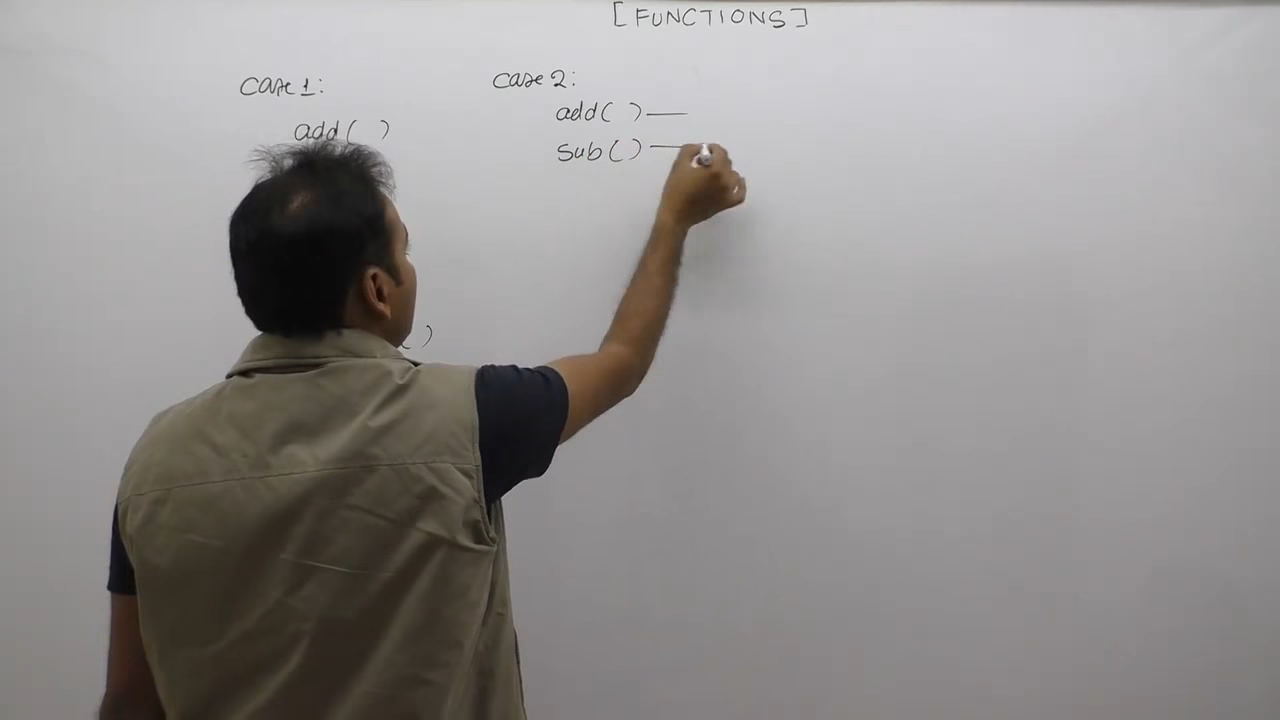 [FUNCTIONS]
Case 1:
add( )
( )
Case 2:
add( ) —
sub( ) —